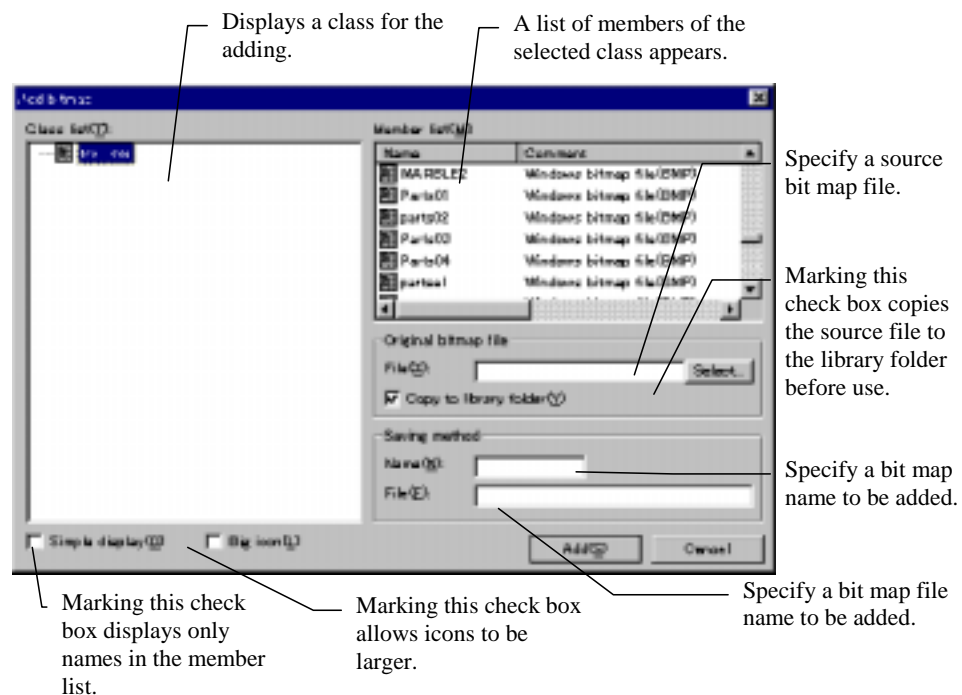 Displays a class for the
adding.
A list of members of the
selected class appears.
Add bitmap
Class list(T):
Member list(M)
Name Comment
MARBLE2 Windows bitmap file(BMP)
Parts01 Windows bitmap file(BMP)
parts02 Windows bitmap file(BMP)
Parts03 Windows bitmap file(BMP)
Parts04 Windows bitmap file(BMP)
Windows bitmap file(BMP)
Original bitmap file
File(O):
Select...
Copy to library folder(Y)
Saving method
Name(N):
File(F):
Simple display(D)
Big icon(L)
Add(S)
Cancel
Specify a source
bit map file.
Marking this
check box copies
the source file to
the library folder
before use.
Specify a bit map
name to be added.
Specify a bit map file
name to be added.
Marking this check
box displays only
names in the member
list.
Marking this check box
allows icons to be
larger.